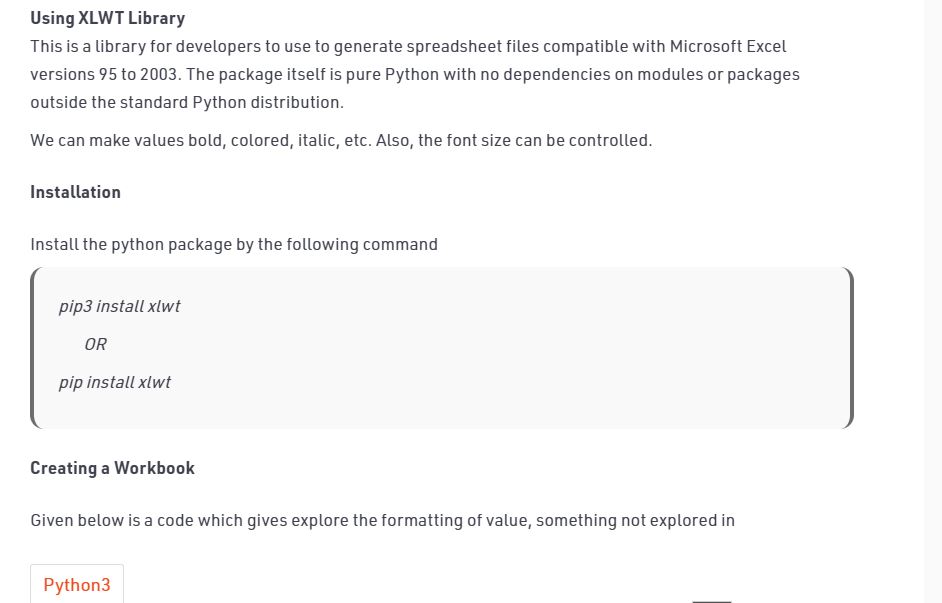 Using XLWT Library
This is a library for developers to use to generate spreadsheet files compatible with Microsoft Excel
versions 95 to 2003. The package itself is pure Python with no dependencies on modules or packages
outside the standard Python distribution.
We can make values bold, colored, italic, etc. Also, the font size can be controlled.
Installation
Install the python package by the following command
pip3 install xlwt
OR
pip install xlwt
Creating a Workbook
Given below is a code which gives explore the formatting of value, something not explored in
Python3